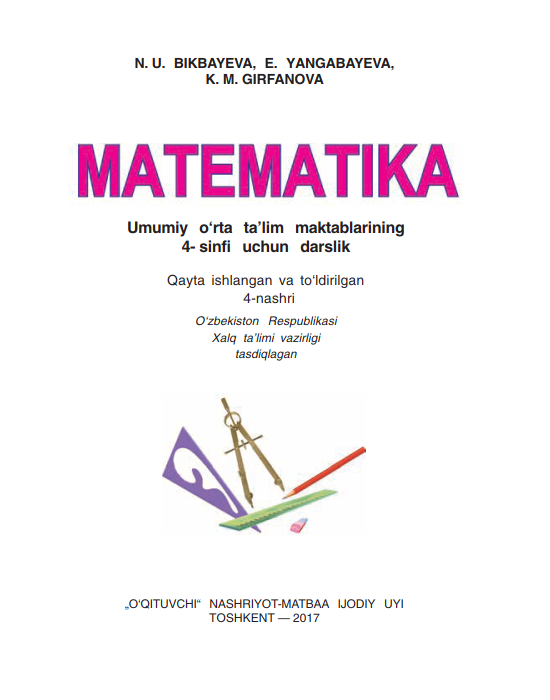 N. U. BIKBAYEVA, E. YANGABAYEVA,
K. M. GIRFANOVA
MATEMATIKA
Umumiy o‘rta ta’lim maktablarining
4- sinfi uchun darslik
Qayta ishlangan va to‘ldirilgan
4-nashri
O‘zbekiston Respublikasi
Xalq ta’limi vazirligi
tasdiqlagan
„O‘QITUVCHI“ NASHRIYOT-MATBAA IJODIY UYI
TOSHKENT — 2017